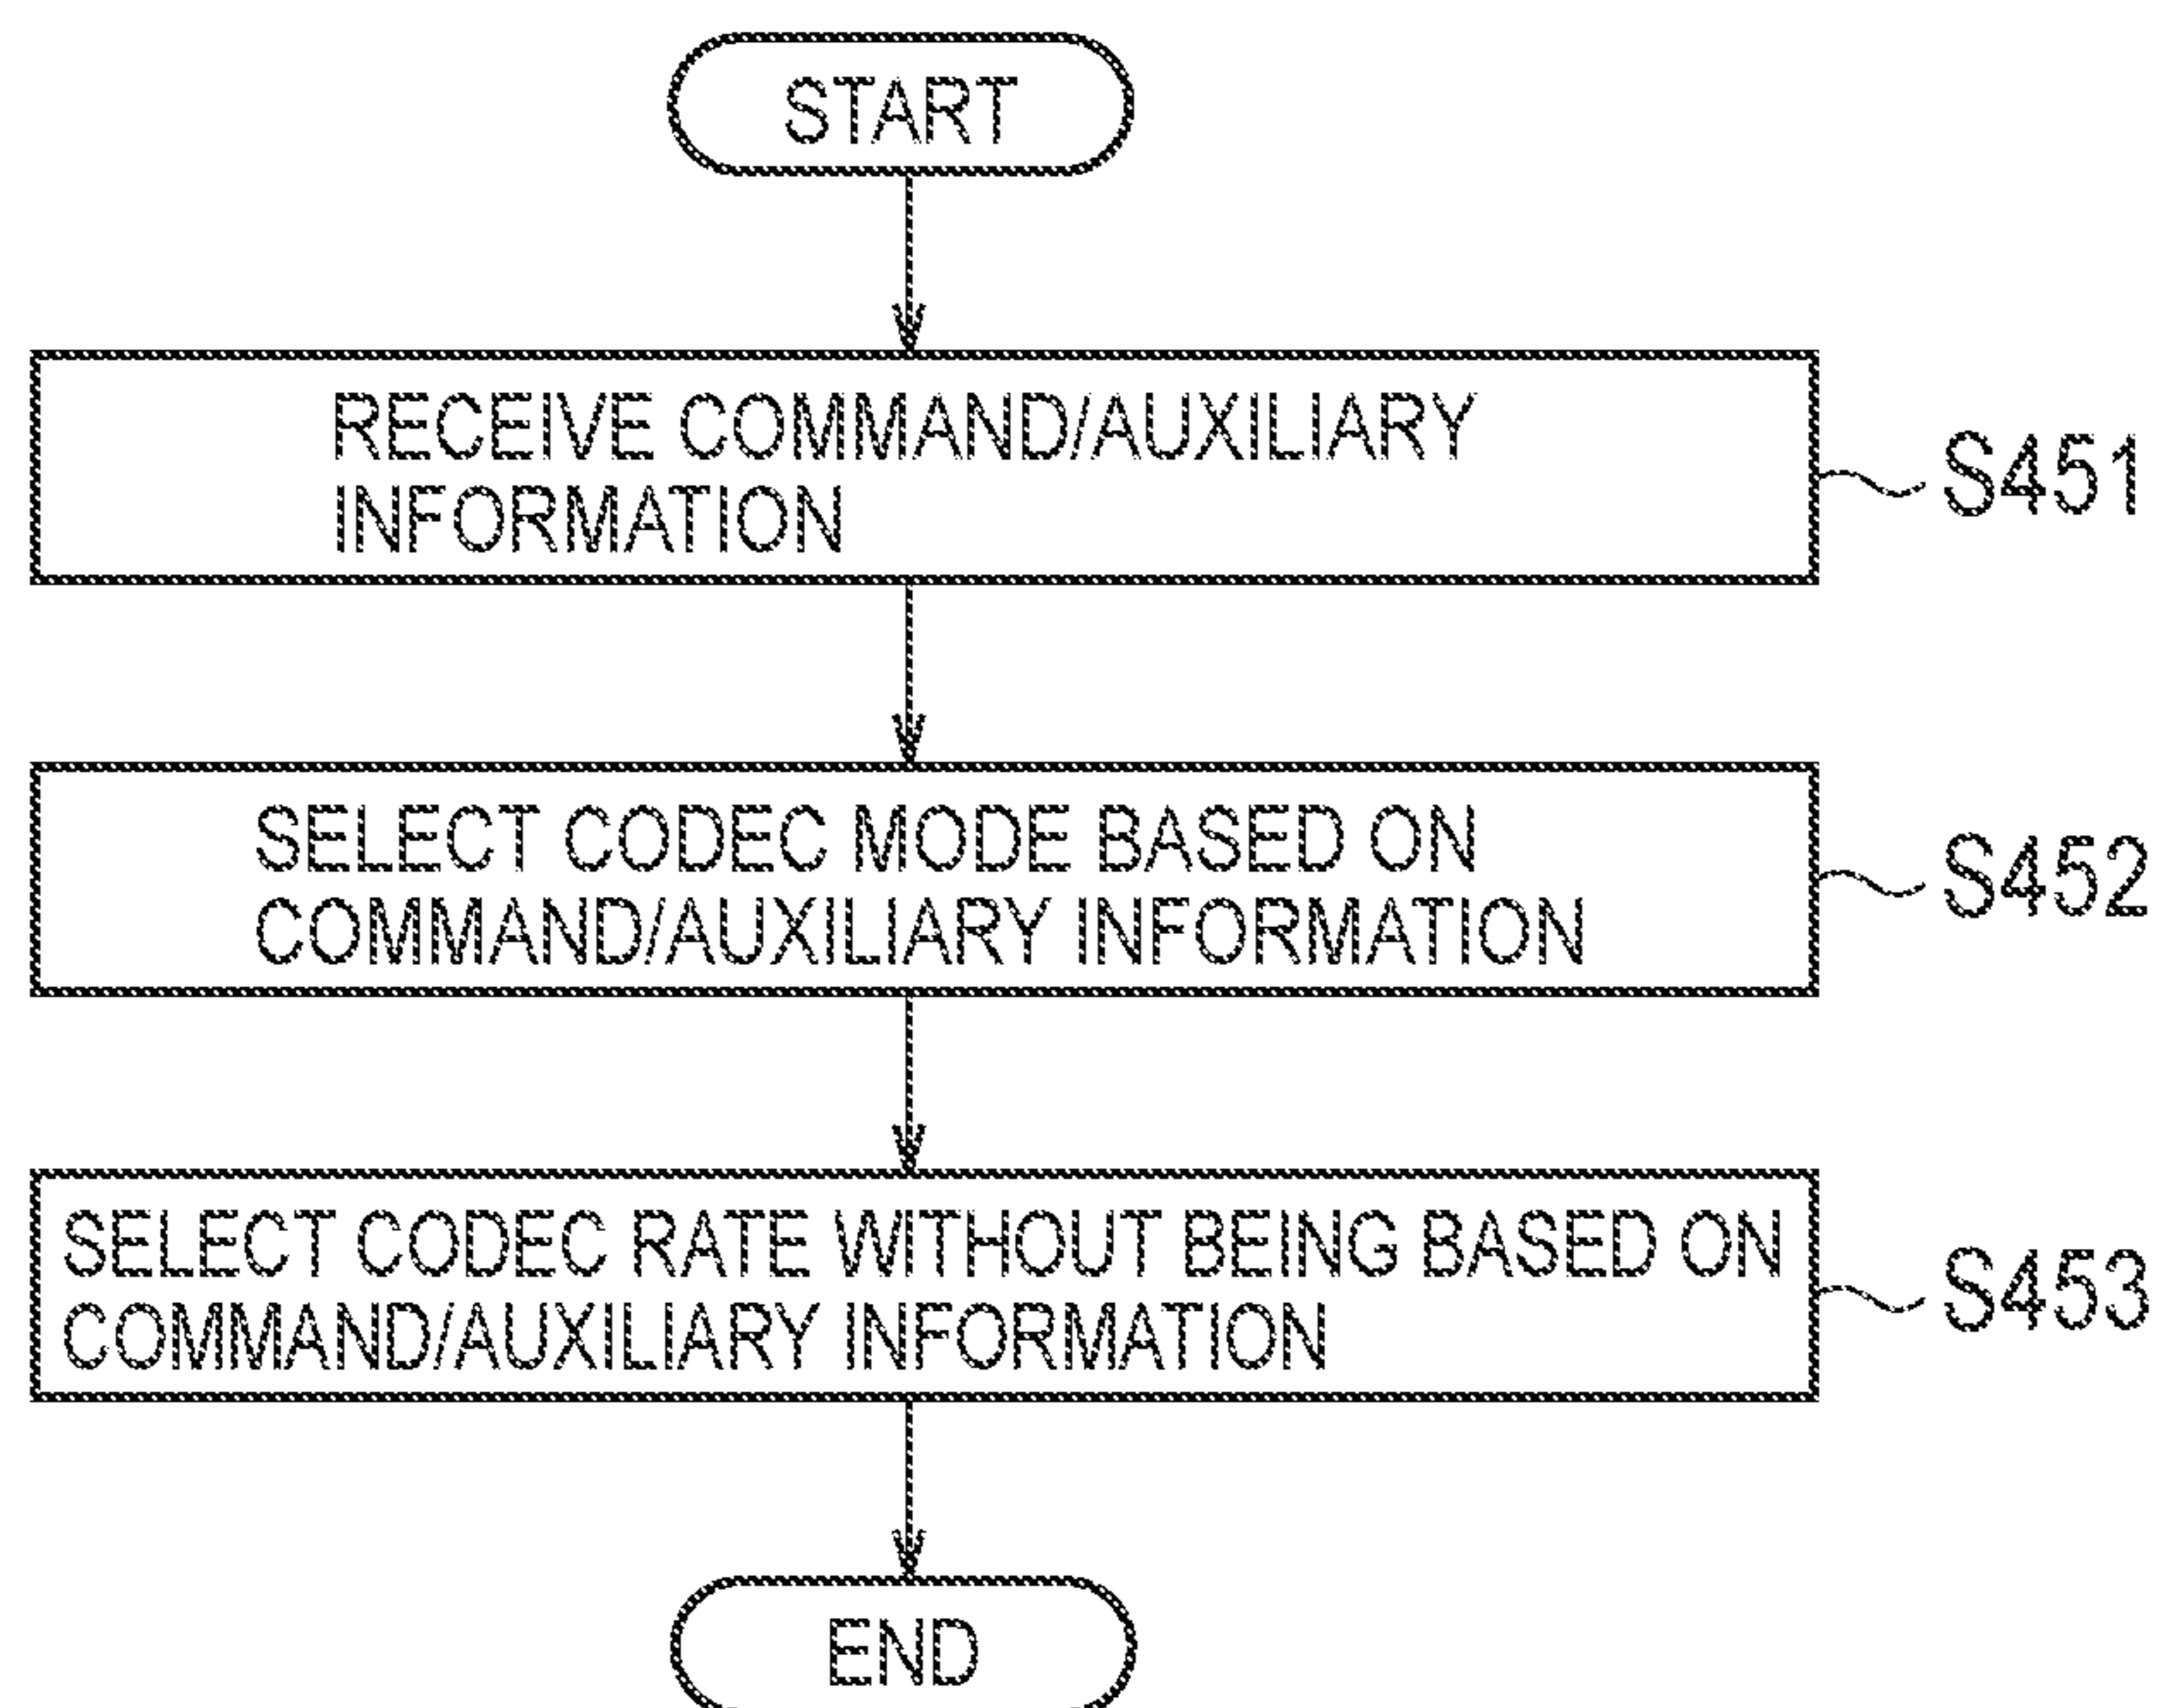 START
RECEIVE COMMAND/AUXILIARY
INFORMATION
S451
SELECT CODEC MODE BASED ON
COMMAND/AUXILIARY INFORMATION
S452
SELECT CODEC RATE WITHOUT BEING BASED ON
COMMAND/AUXILIARY INFORMATION
S453
END